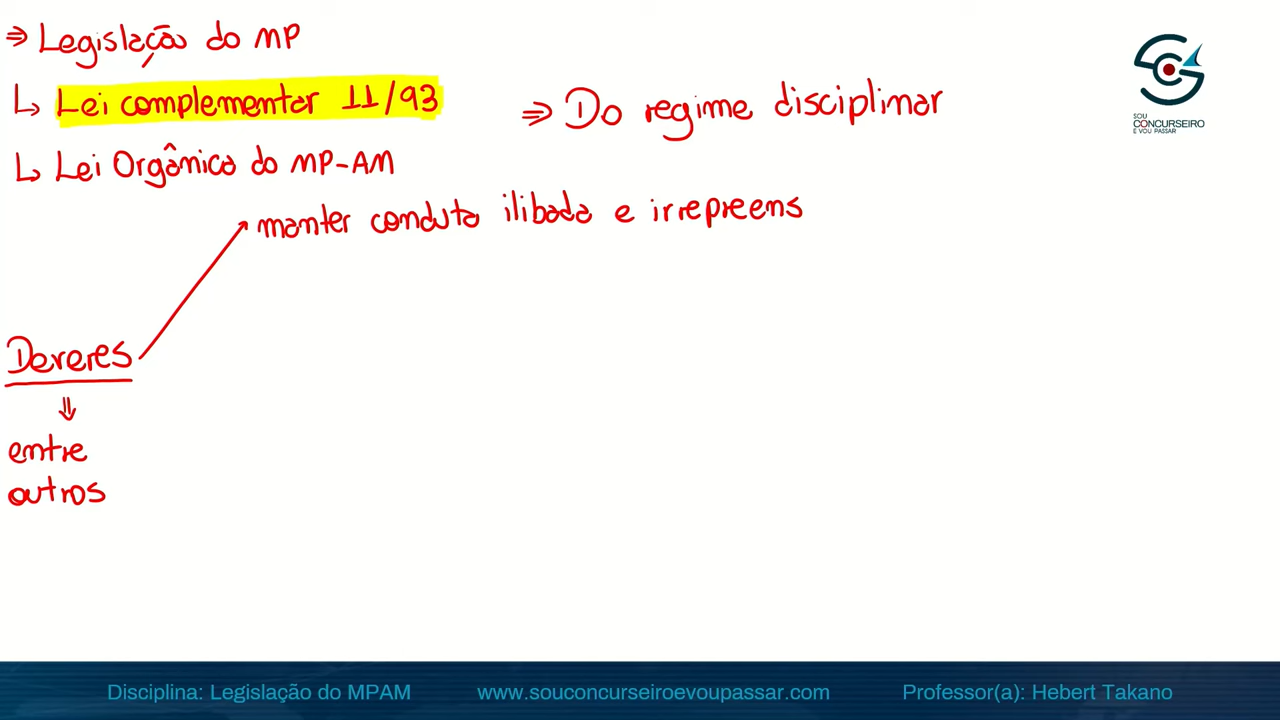 ⇒ Legislação do MP
↳ Lei complementar 11/93
⇒ Do regime disciplinar
↳ Lei Orgânica do MP-AM
manter conduta ilibada e irrepreens
Deveres
⇓
entre
outros
SOU
CONCURSEIRO
E VOU PASSAR
Disciplina: Legislação do MPAM
www.souconcurseiroevoupassar.com
Professor(a): Hebert Takano